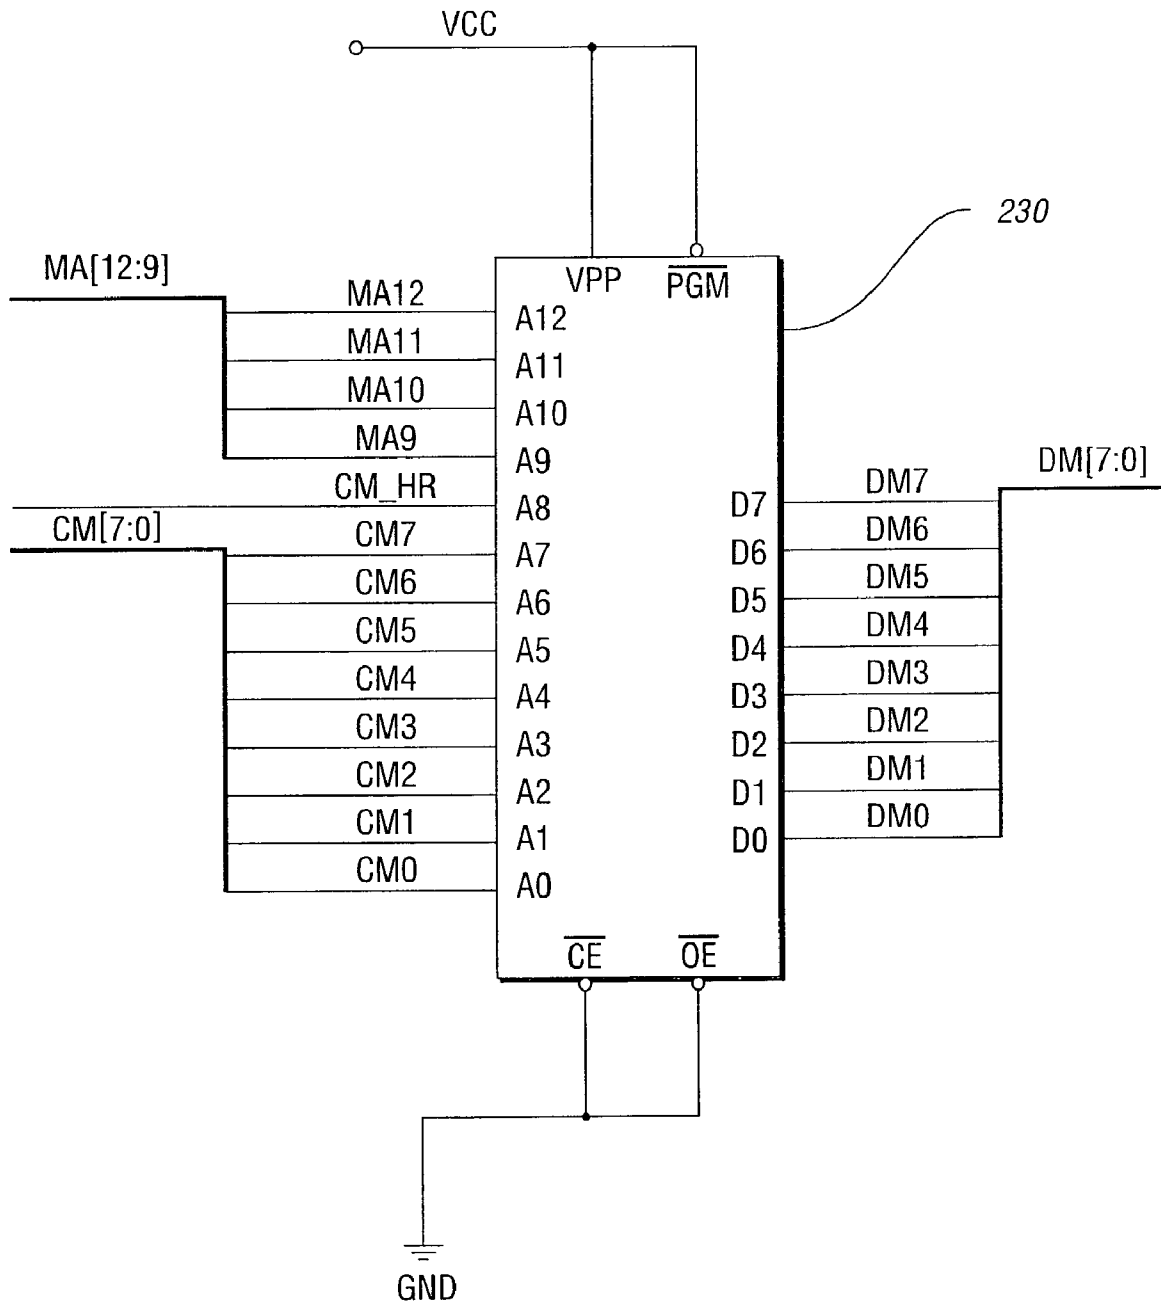 VCC
230
MA[12:9]
VPP
PGM
MA12
A12
MA11
A11
MA10
A10
MA9
A9
CM_HR
A8
CM[7:0]
CM7
A7
CM6
A6
CM5
A5
CM4
A4
CM3
A3
CM2
A2
CM1
A1
CM0
A0
DM[7:0]
D7
DM7
D6
DM6
D5
DM5
D4
DM4
D3
DM3
D2
DM2
D1
DM1
D0
DM0
CE
OE
GND